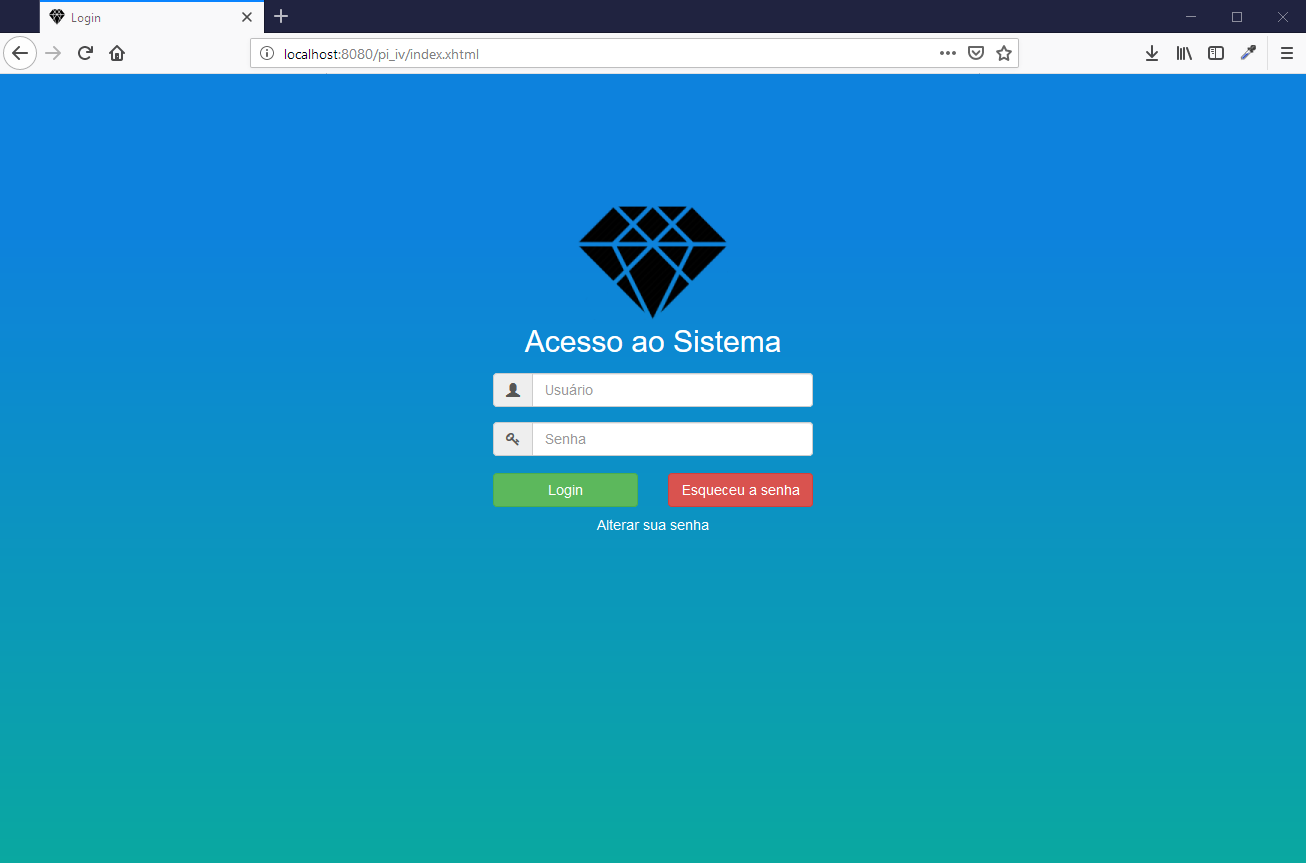 Login
localhost:8080/pi_iv/index.xhtml
Acesso ao Sistema
Usuário
Senha
Login Esqueceu a senha
Alterar sua senha